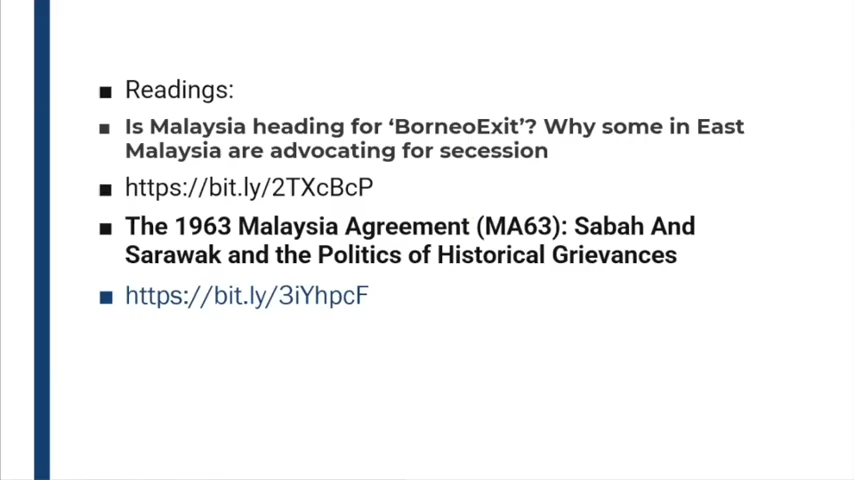 Readings:
Is Malaysia heading for ‘BorneoExit’? Why some in East
Malaysia are advocating for secession
https://bit.ly/2TXcBcP
The 1963 Malaysia Agreement (MA63): Sabah And
Sarawak and the Politics of Historical Grievances
https://bit.ly/3iYhpcF